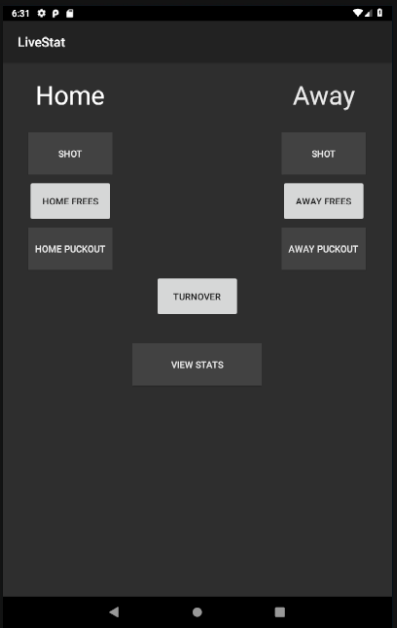 6:31
LiveStat
Home Away
SHOT SHOT
HOME FREES AWAY FREES
HOME PUCKOUT AWAY PUCKOUT
TURNOVER
VIEW STATS